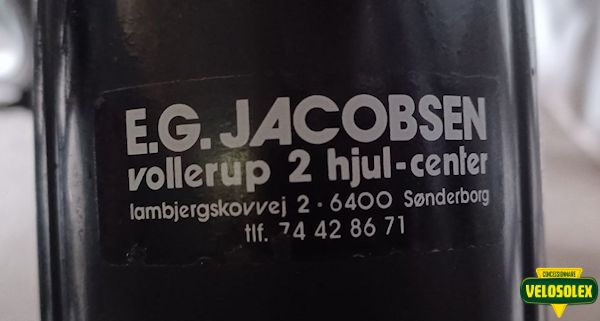 E.G. JACOBSEN
vollerup 2 hjul-center
lambjergskovvej 2 · 6400 Sønderborg
tlf. 74 42 86 71
CONCESSIONNAIRE
VELOSOLEX